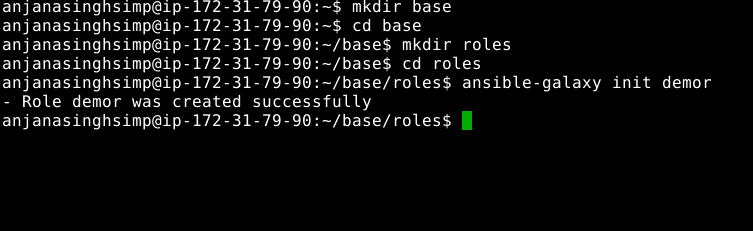 anjanasinghsimp@ip-172-31-79-90:~$ mkdir base
anjanasinghsimp@ip-172-31-79-90:~$ cd base
anjanasinghsimp@ip-172-31-79-90:~/base$ mkdir roles
anjanasinghsimp@ip-172-31-79-90:~/base$ cd roles
anjanasinghsimp@ip-172-31-79-90:~/base/roles$ ansible-galaxy init demor
- Role demor was created successfully
anjanasinghsimp@ip-172-31-79-90:~/base/roles$